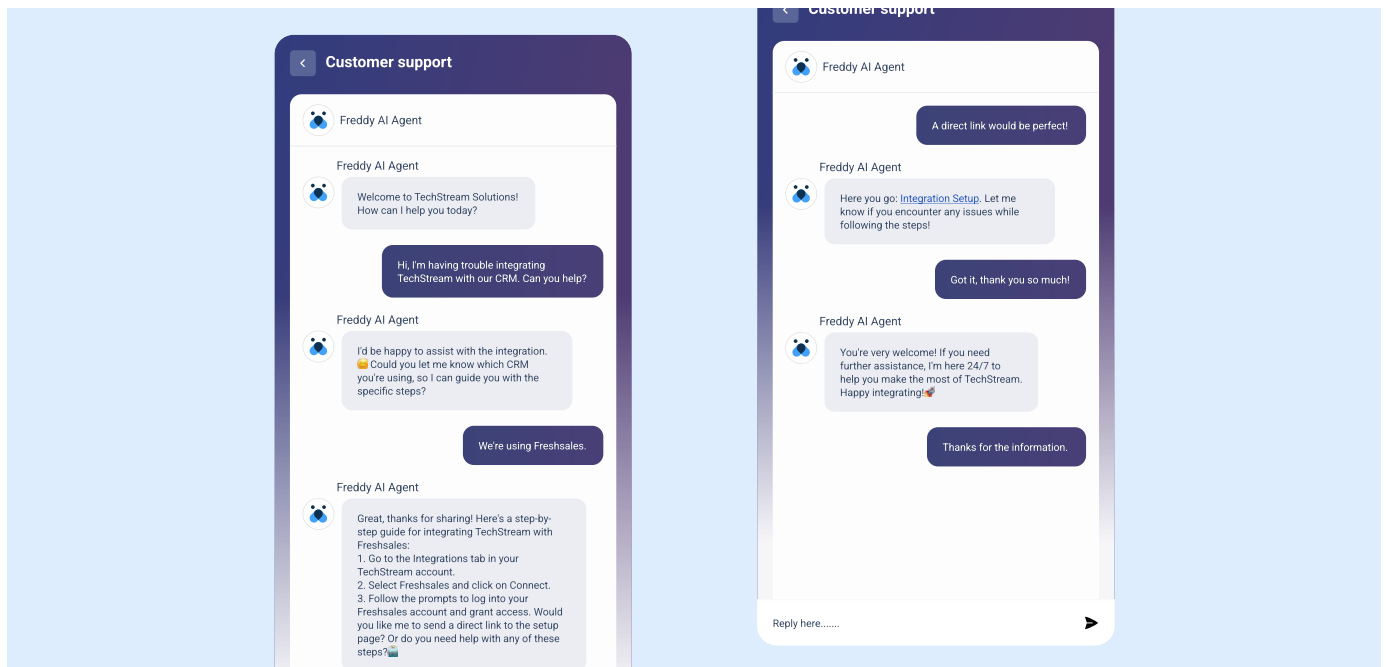 Customer support
Freddy AI Agent
Freddy AI Agent
Welcome to TechStream Solutions!
How can I help you today?
Hi, I'm having trouble integrating
TechStream with our CRM. Can you help?
Freddy AI Agent
I'd be happy to assist with the integration.
😊 Could you let me know which CRM
you're using, so I can guide you with the
specific steps?
We're using Freshsales.
Freddy AI Agent
Great, thanks for sharing! Here's a step-by-
step guide for integrating TechStream with
Freshsales:
1. Go to the Integrations tab in your
TechStream account.
2. Select Freshsales and click on Connect.
3. Follow the prompts to log into your
Freshsales account and grant access. Would
you like me to send a direct link to the setup
page? Or do you need help with any of these
steps?
Customer support
Freddy AI Agent
A direct link would be perfect!
Freddy AI Agent
Here you go: Integration Setup. Let me
know if you encounter any issues while
following the steps!
Got it, thank you so much!
Freddy AI Agent
You're very welcome! If you need
further assistance, I'm here 24/7 to
help you make the most of TechStream.
Happy integrating!🚀
Thanks for the information.
Reply here.......